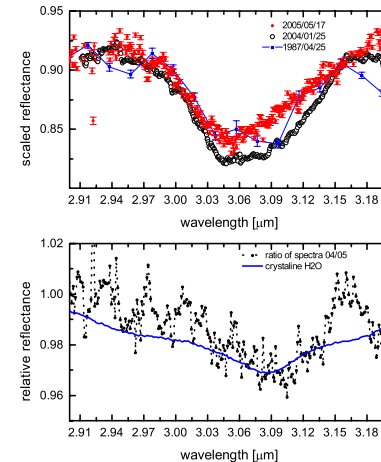 0.95
2005/05/17
2004/01/25
1987/04/25
0.90
scaled reflectance
0.85
2.91 2.94 2.97 3.00 3.03 3.06 3.09 3.12 3.15 3.18
wavelength [µm]
1.02
ratio of spectra 04/05
crystaline H2O
1.00
relative reflectance
0.98
0.96
2.91 2.94 2.97 3.00 3.03 3.06 3.09 3.12 3.15 3.18
wavelength [µm]